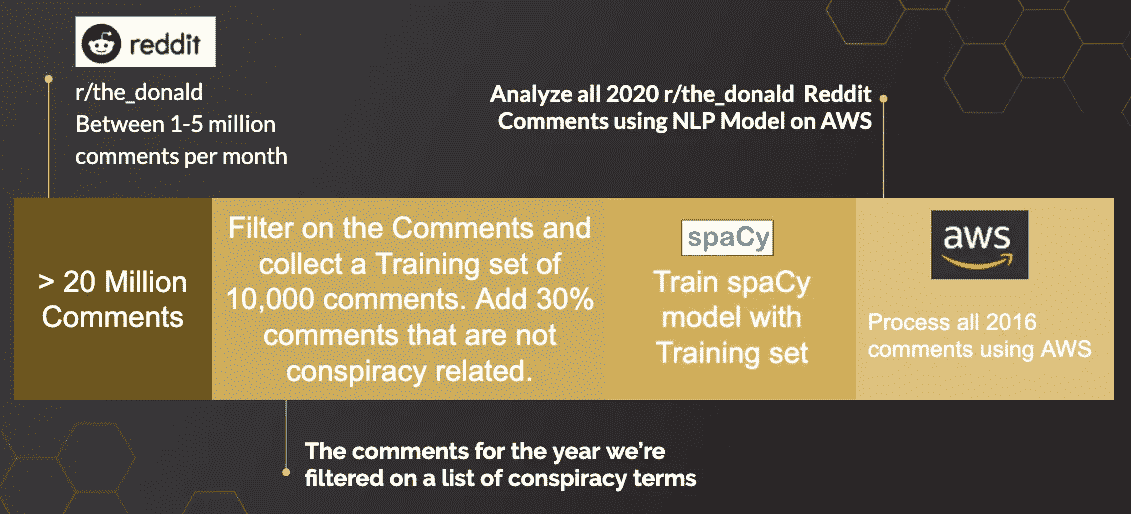 reddit
r/the_donald
Between 1-5 million
comments per month
Analyze all 2020 r/the_donald Reddit
Comments using NLP Model on AWS
> 20 Million
Comments
Filter on the Comments and
collect a Training set of
10,000 comments. Add 30%
comments that are not
conspiracy related.
spaCy
Train spaCy
model with
Training set
aws
Process all 2016
comments using AWS
The comments for the year we're
filtered on a list of conspiracy terms